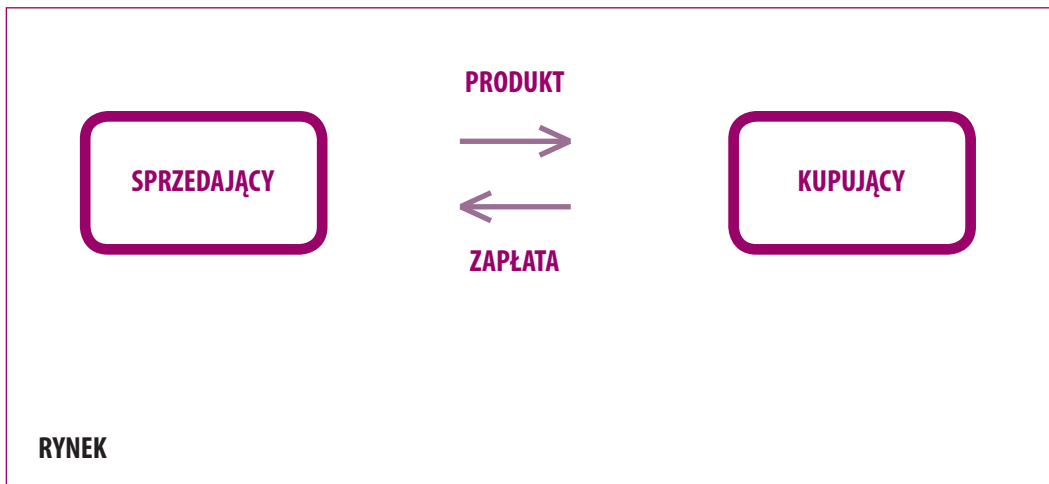 PRODUKT
SPRZEDAJĄCY
KUPUJĄCY
ZAPŁATA
RYNEK